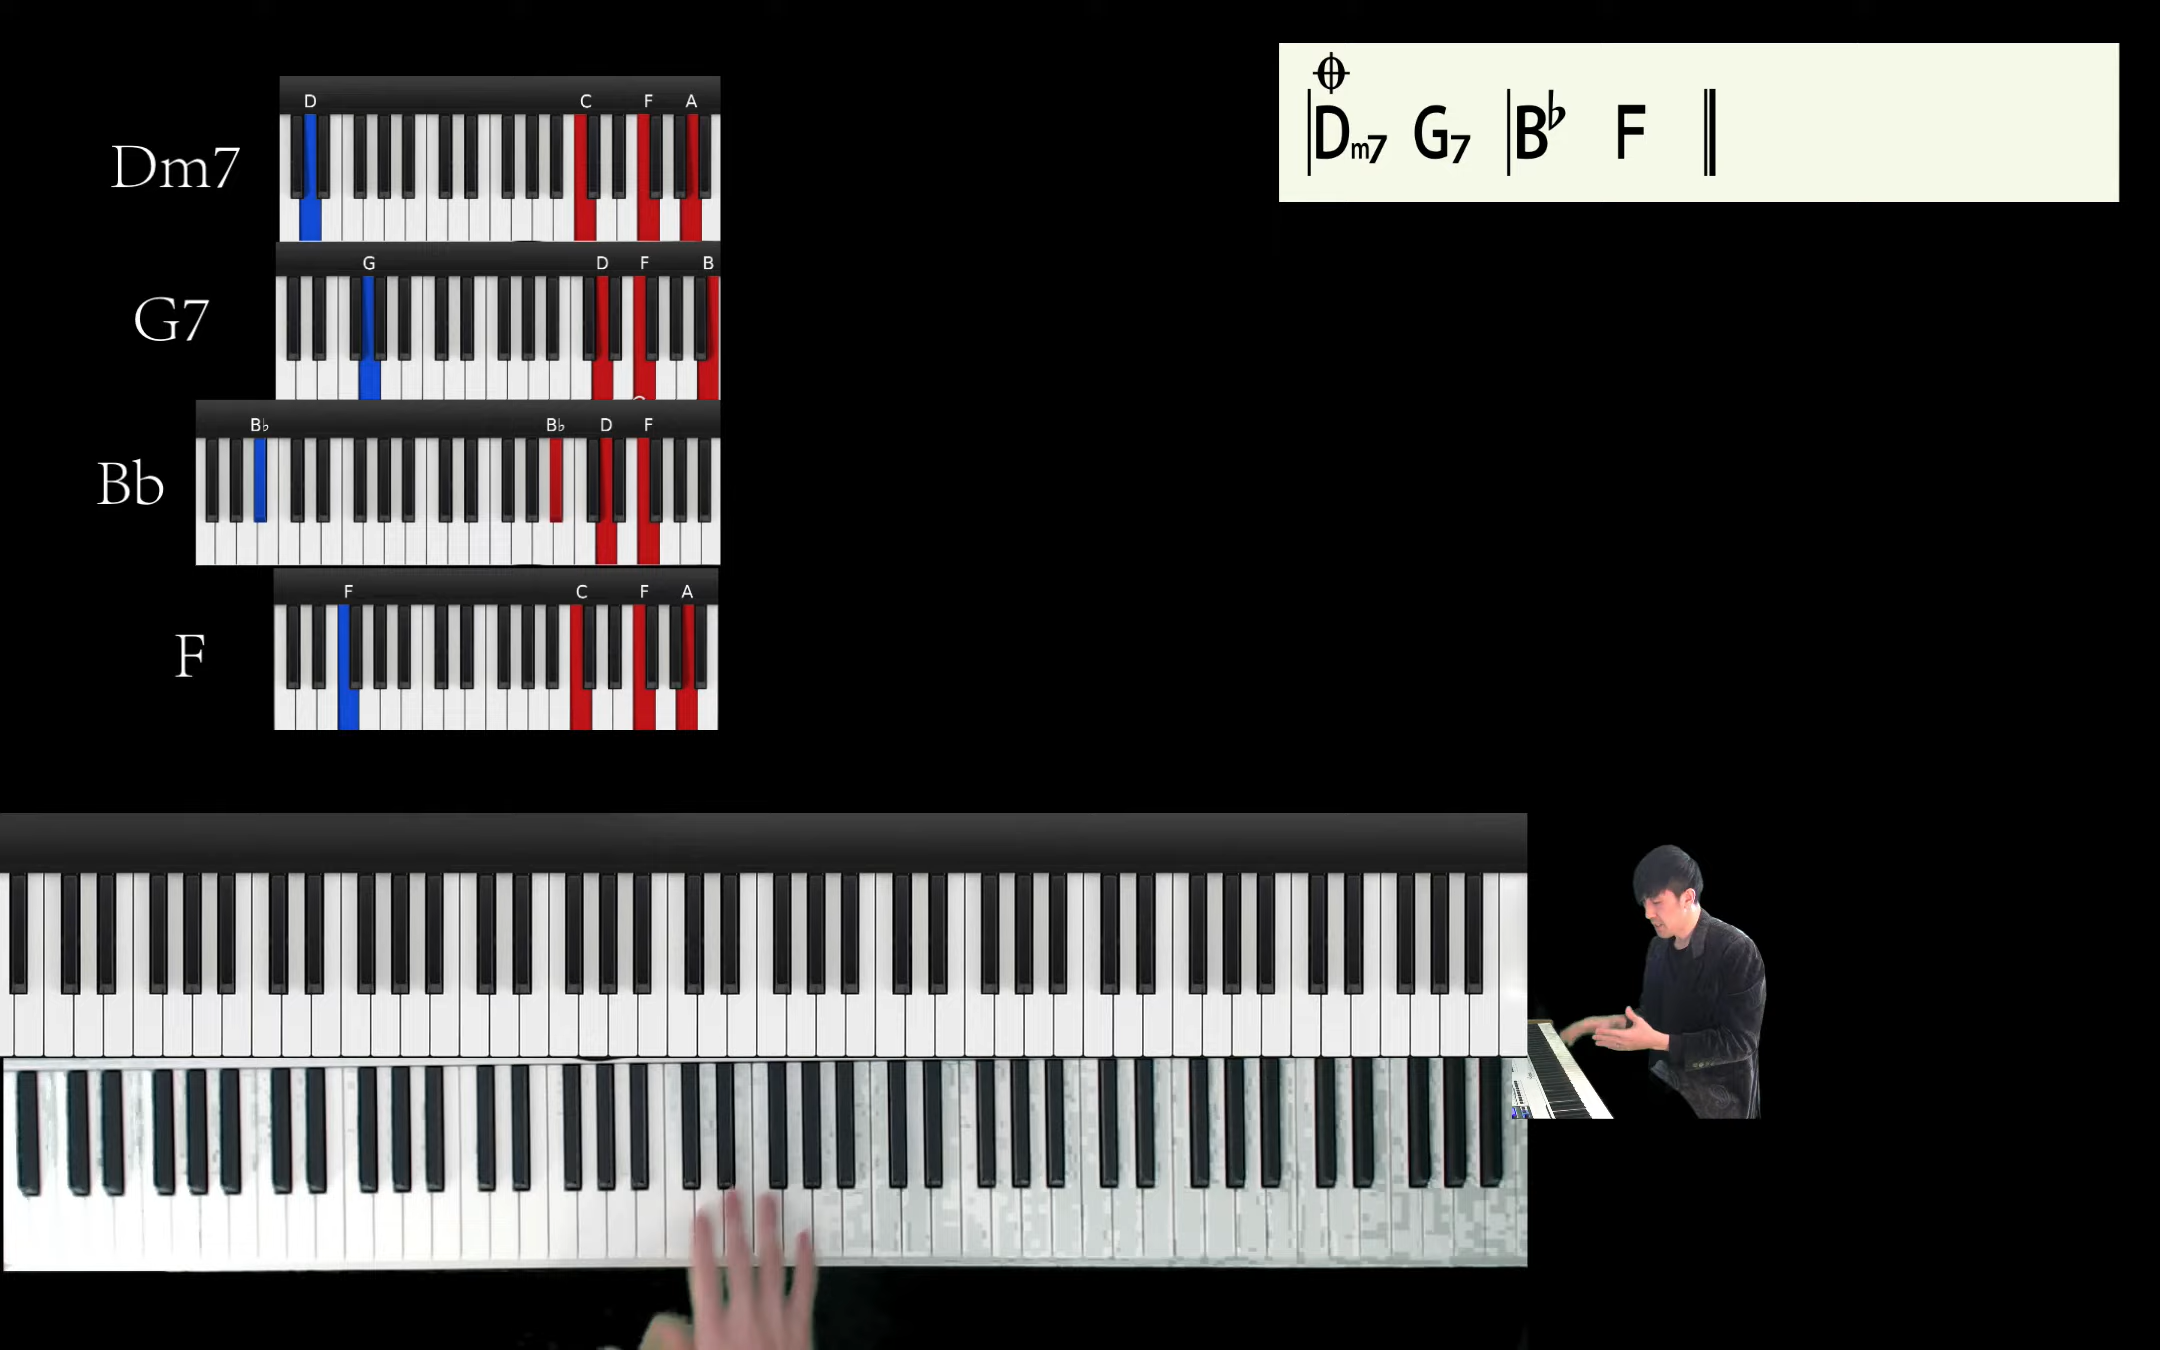 D C F A
Dm7
G D F B
G7
B♭ B♭ D F
Bb
F C F A
F
Dm7 G7 B♭ F